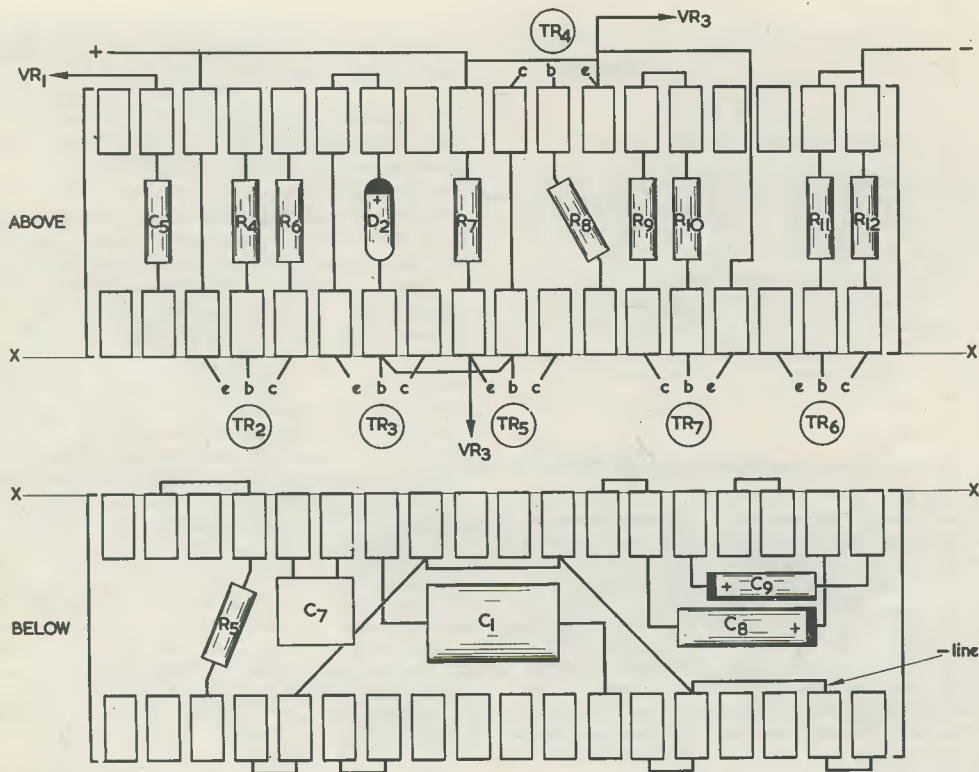 TR4
VR3
+
−
VR1
c b e
ABOVE
C5 R4 R6 + D2 R7 R8 R9 R10 R11 R12
X X
e b c e b c e b c c b e e b c
TR2 TR3 TR5 TR7 TR6
VR3
X X
BELOW
R5 C7 C1 + C9
C8 +
− line